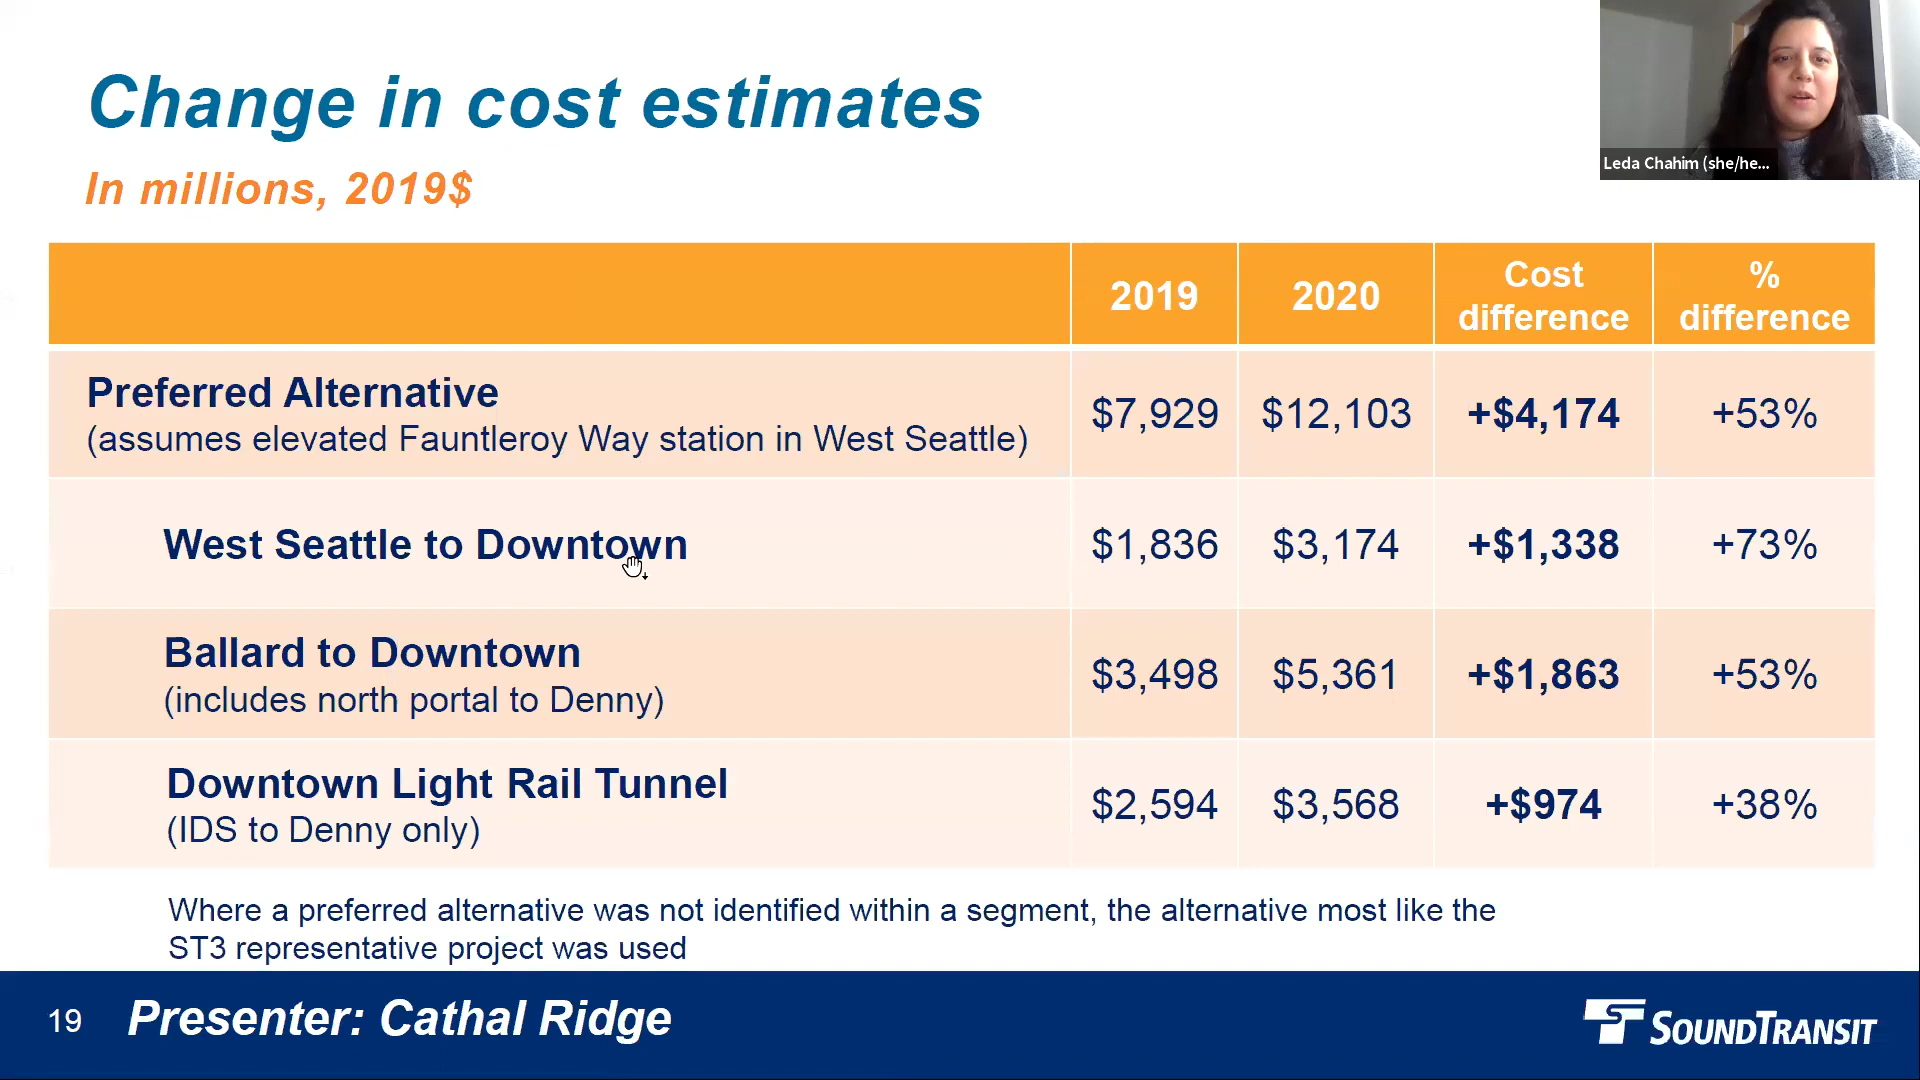 Change in cost estimates
In millions, 2019$
Leda Chahim (she/he...
2019 2020 Cost difference % difference
Preferred Alternative
(assumes elevated Fauntleroy Way station in West Seattle)
$7,929 $12,103 +$4,174 +53%
West Seattle to Downtown
$1,836 $3,174 +$1,338 +73%
Ballard to Downtown
(includes north portal to Denny)
$3,498 $5,361 +$1,863 +53%
Downtown Light Rail Tunnel
(IDS to Denny only)
$2,594 $3,568 +$974 +38%
Where a preferred alternative was not identified within a segment, the alternative most like the
ST3 representative project was used
19 Presenter: Cathal Ridge
SOUNDTRANSIT